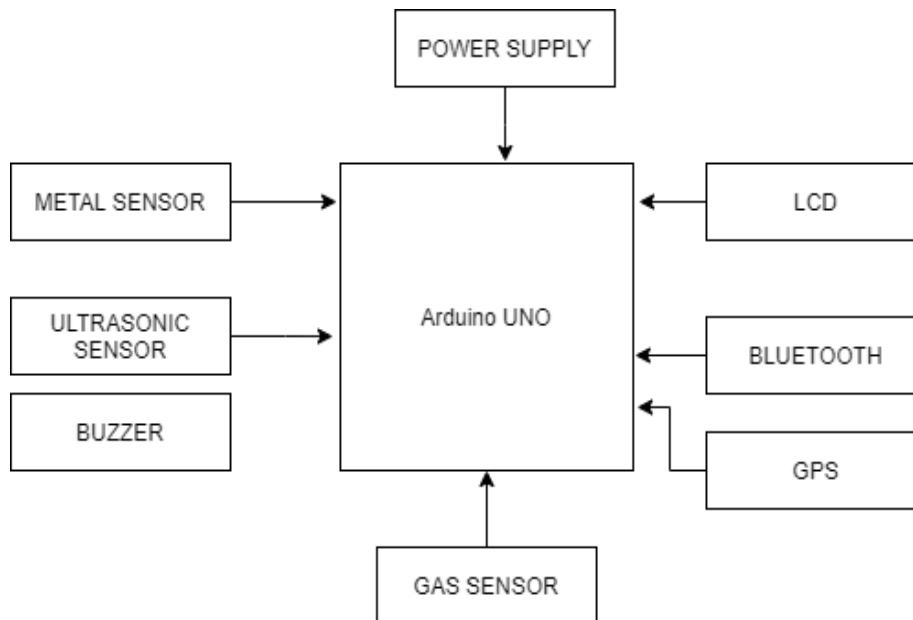 POWER SUPPLY
METAL SENSOR
LCD
Arduino UNO
ULTRASONIC
SENSOR
BLUETOOTH
BUZZER
GPS
GAS SENSOR